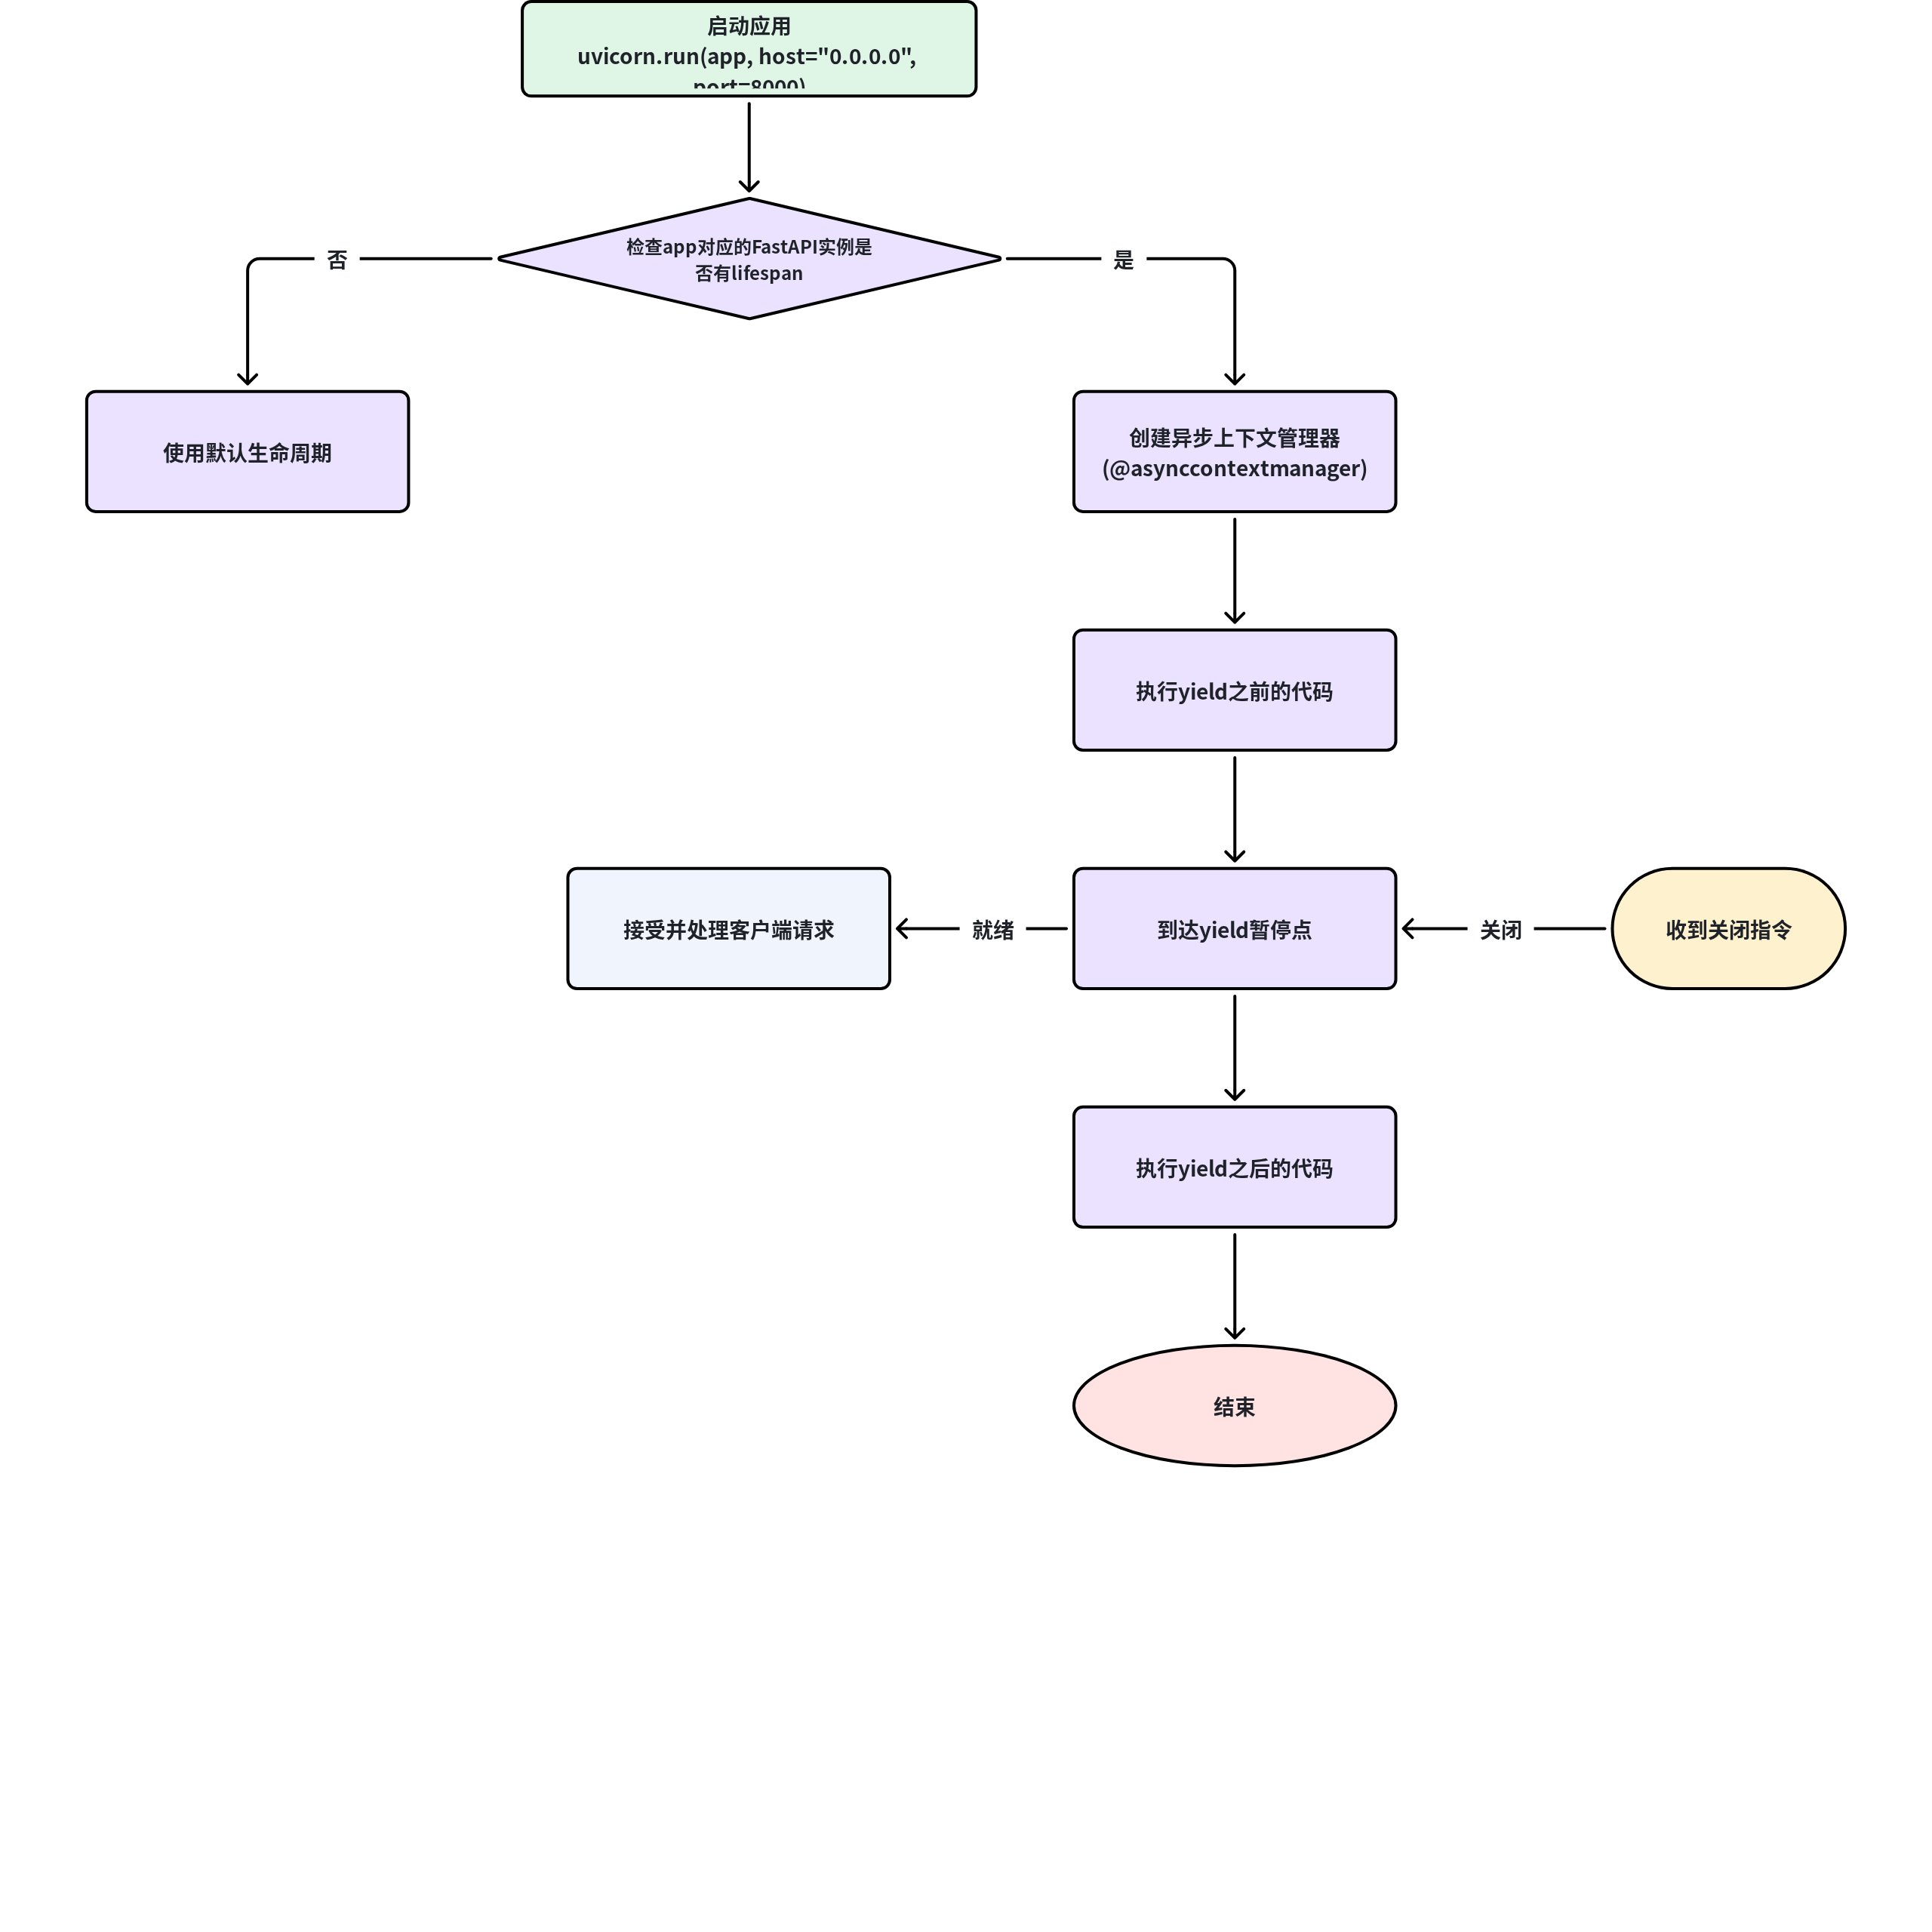 启动应用
uvicorn.run(app, host="0.0.0.0",
port=8000)
检查app对应的FastAPI实例是
否有lifespan
否
是
使用默认生命周期
创建异步上下文管理器
(@asynccontextmanager)
执行yield之前的代码
接受并处理客户端请求
就绪
到达yield暂停点
关闭
收到关闭指令
执行yield之后的代码
结束